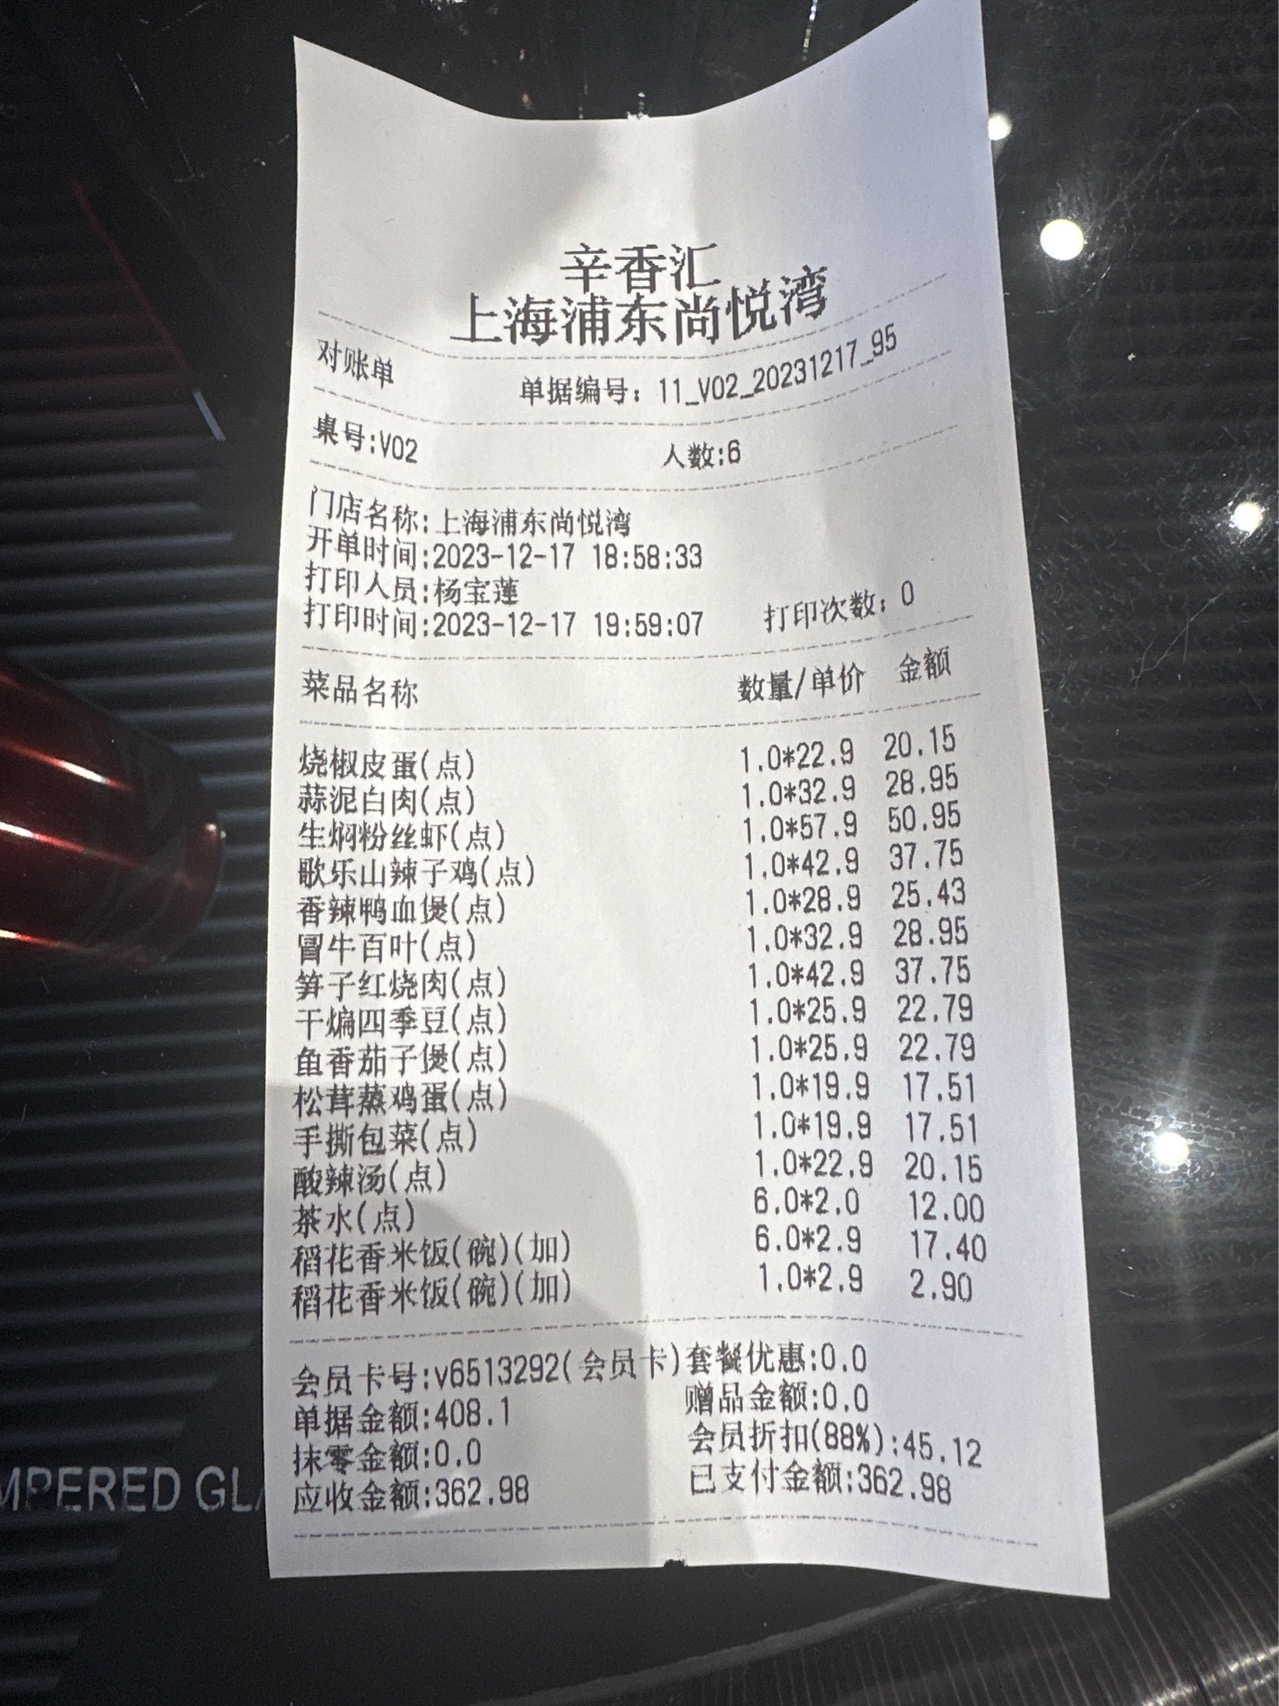 辛香汇
上海浦东尚悦湾
对账单 单据编号：11_V02_20231217_95
桌号:V02 人数:6
门店名称:上海浦东尚悦湾
开单时间:2023-12-17 18:58:33
打印人员:杨宝莲
打印时间:2023-12-17 19:59:07 打印次数：0
菜品名称 数量/单价 金额
烧椒皮蛋(点) 1.0*22.9 20.15
蒜泥白肉(点) 1.0*32.9 28.95
生焖粉丝虾(点) 1.0*57.9 50.95
歌乐山辣子鸡(点) 1.0*42.9 37.75
香辣鸭血煲(点) 1.0*28.9 25.43
冒牛百叶(点) 1.0*32.9 28.95
笋子红烧肉(点) 1.0*42.9 37.75
干煸四季豆(点) 1.0*25.9 22.79
鱼香茄子煲(点) 1.0*25.9 22.79
松茸蒸鸡蛋(点) 1.0*19.9 17.51
手撕包菜(点) 1.0*19.9 17.51
酸辣汤(点) 1.0*22.9 20.15
茶水(点) 6.0*2.0 12.00
稻花香米饭(碗)(加) 6.0*2.9 17.40
稻花香米饭(碗)(加) 1.0*2.9 2.90
会员卡号:v6513292(会员卡)套餐优惠:0.0
单据金额:408.1 赠品金额:0.0
抹零金额:0.0 会员折扣(88%):45.12
应收金额:362.98 已支付金额:362.98
MPERED GL